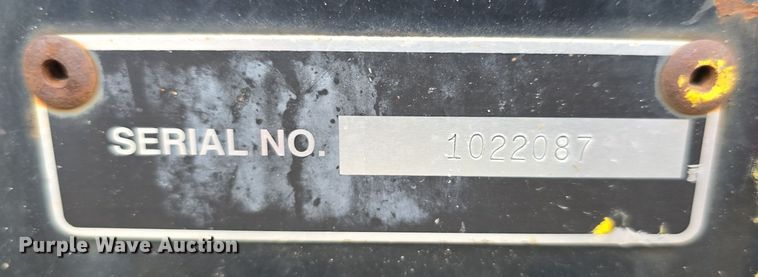 SERIAL NO. 1022087
Purple Wave Auction